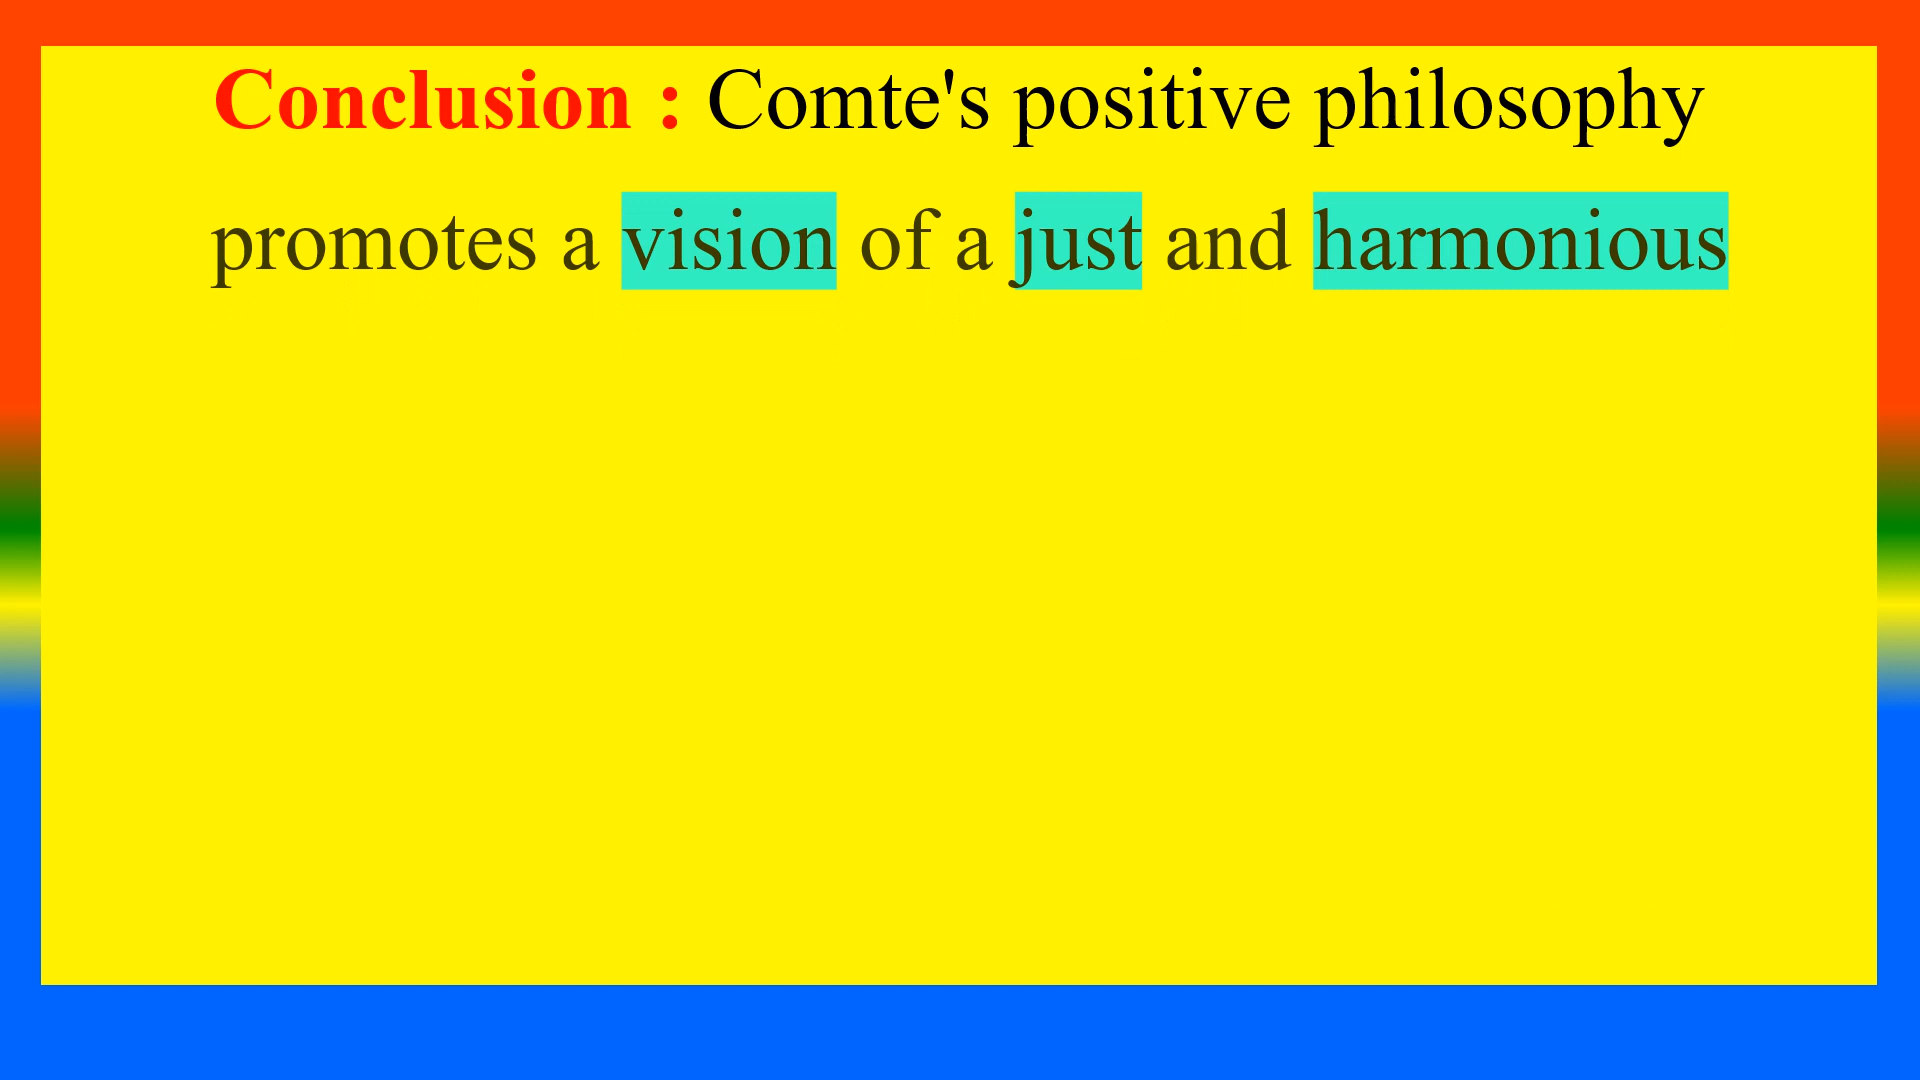 Conclusion : Comte's positive philosophy
promotes a vision of a just and harmonious